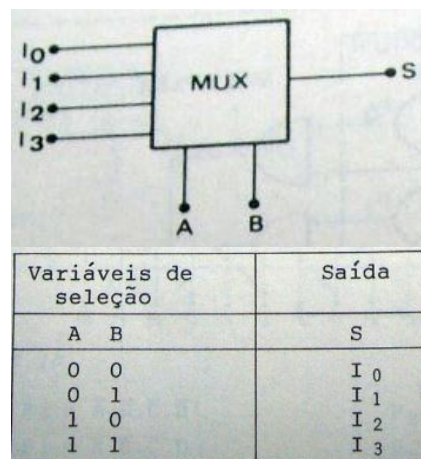 I0
I1
MUX
S
I2
I3
A B
Variáveis de seleção Saída
A B S
0 0 I 0
0 1 I 1
1 0 I 2
1 1 I 3